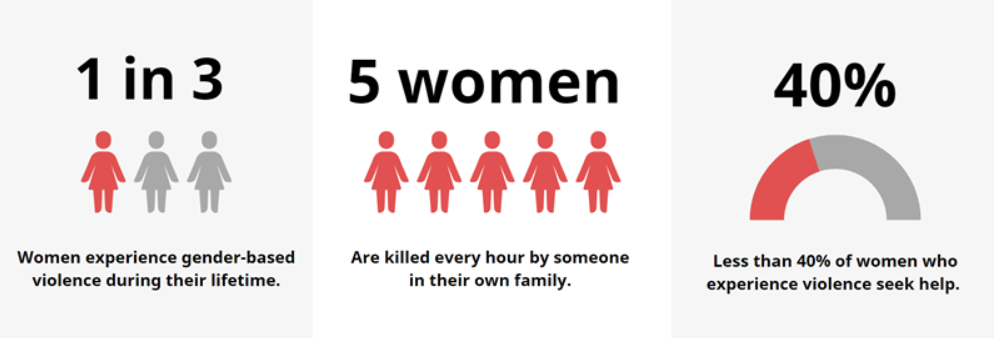 1 in 3
Women experience gender-based
violence during their lifetime.
5 women
Are killed every hour by someone
in their own family.
40%
Less than 40% of women who
experience violence seek help.